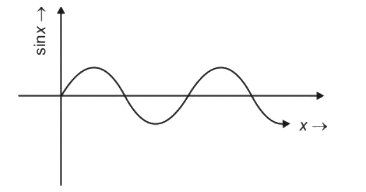 sinx →
x →